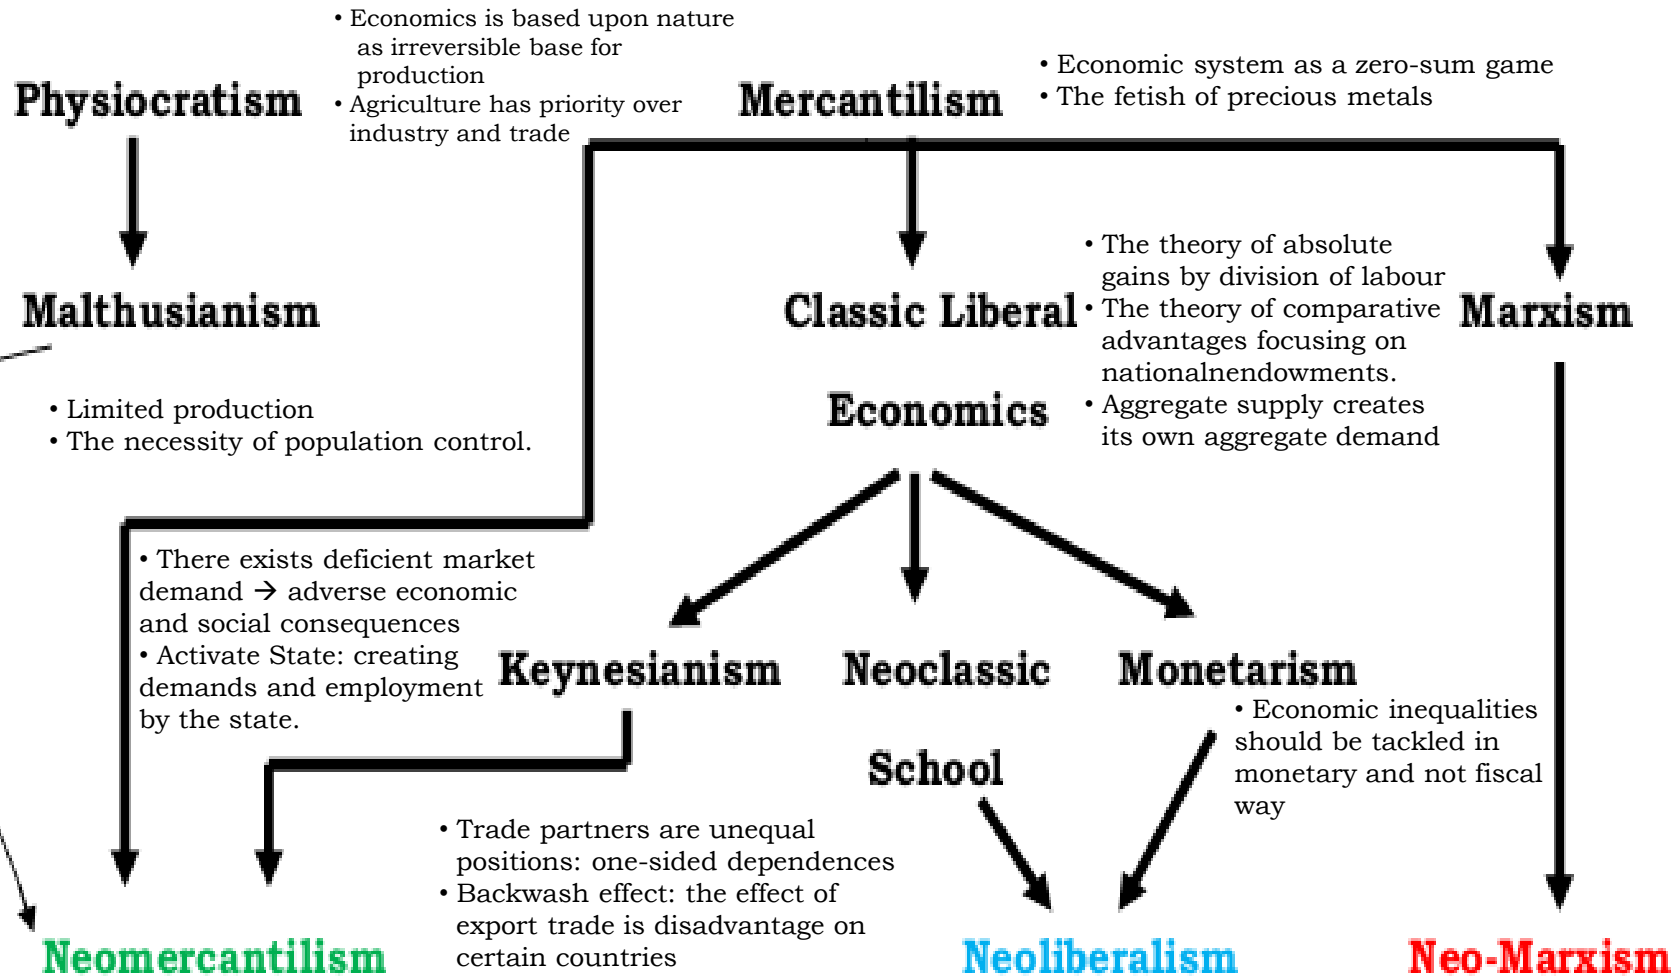 • Economics is based upon nature
as irreversible base for
production
• Agriculture has priority over
industry and trade
Physiocratism
Mercantilism
• Economic system as a zero-sum game
• The fetish of precious metals
Malthusianism
• Limited production
• The necessity of population control.
Classic Liberal
Economics
• The theory of absolute
gains by division of labour
• The theory of comparative
advantages focusing on
nationalnendowments.
• Aggregate supply creates
its own aggregate demand
Marxism
• There exists deficient market
demand → adverse economic
and social consequences
• Activate State: creating
demands and employment
by the state.
Keynesianism
Neoclassic
School
Monetarism
• Economic inequalities
should be tackled in
monetary and not fiscal
way
• Trade partners are unequal
positions: one-sided dependences
• Backwash effect: the effect of
export trade is disadvantage on
certain countries
Neomercantilism
Neoliberalism
Neo-Marxism